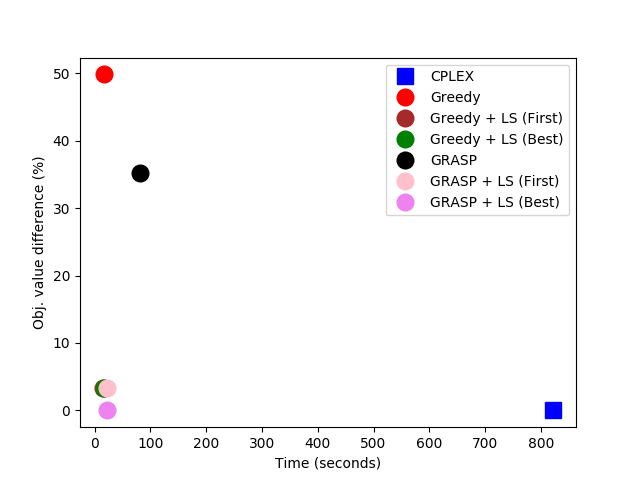 50
40
30
20
10
0
Obj. value difference (%)
CPLEX
Greedy
Greedy + LS (First)
Greedy + LS (Best)
GRASP
GRASP + LS (First)
GRASP + LS (Best)
0 100 200 300 400 500 600 700 800
Time (seconds)